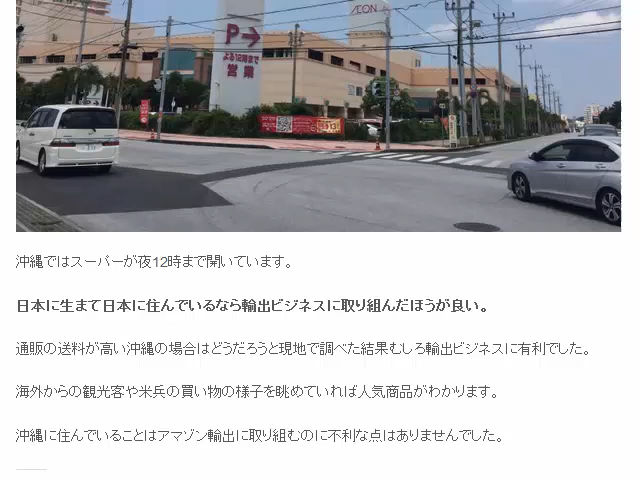 AEON
P→
よる12時まで
営業
沖縄ではスーパーが夜12時まで開いています。
日本に生まて日本に住んでいるなら輸出ビジネスに取り組んだほうが良い。
通販の送料が高い沖縄の場合はどうだろうと現地で調べた結果むしろ輸出ビジネスに有利でした。
海外からの観光客や米兵の買い物の様子を眺めていれば人気商品がわかります。
沖縄に住んでいることはアマゾン輸出に取り組むのに不利な点はありませんでした。